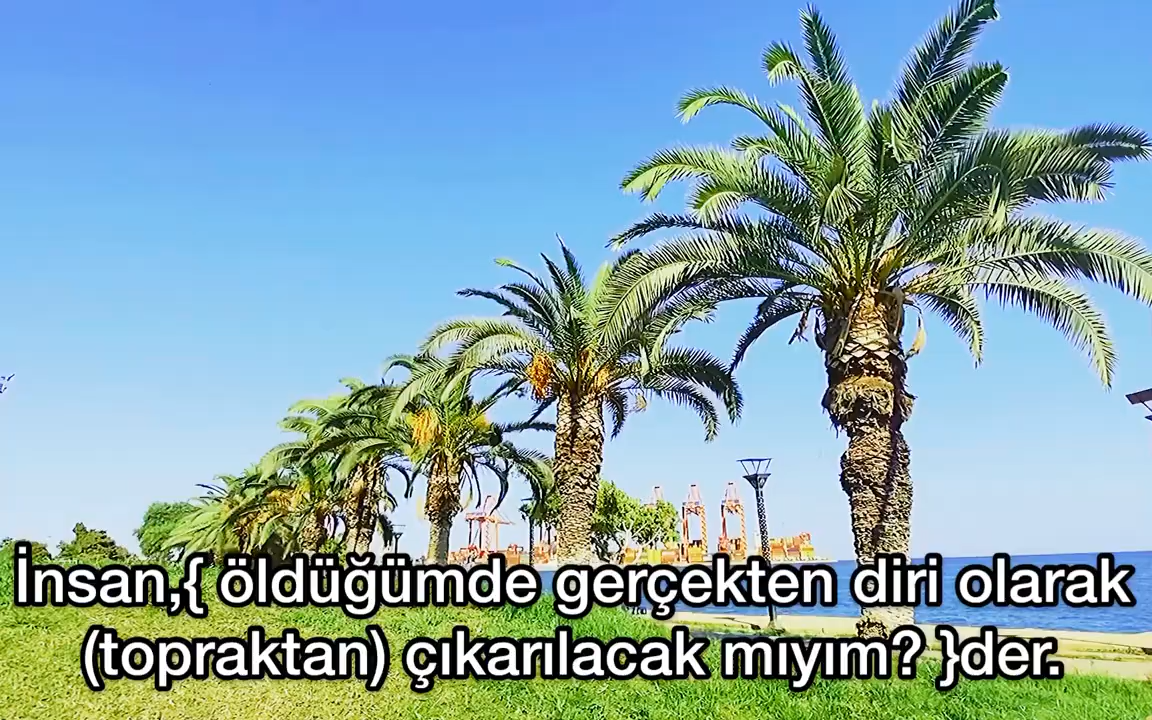 İnsan,{ öldüğümde gerçekten diri olarak
(topraktan) çıkarılacak mıyım? }der.